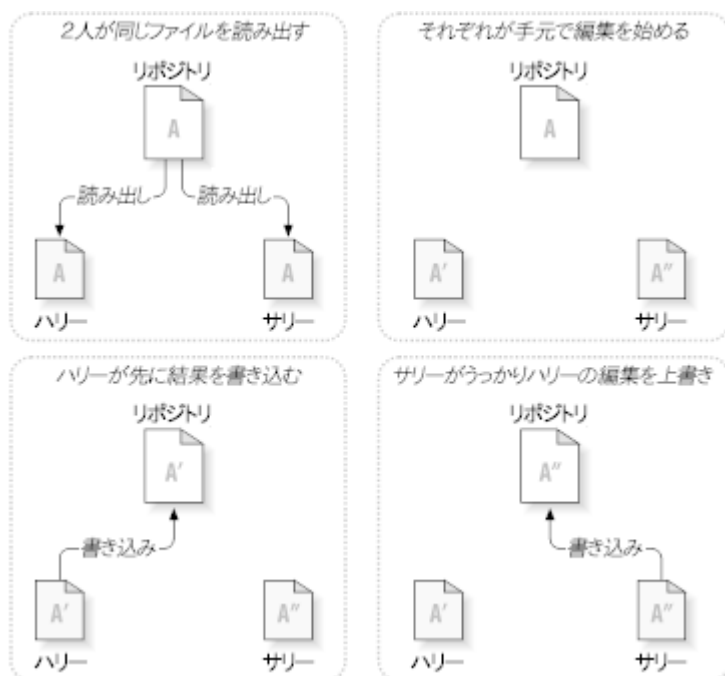 2人が同じファイルを読み出す
リポジトリ
A
読み出し 読み出し
A A
ハリー サリー
それぞれが手元で編集を始める
リポジトリ
A
A′ A″
ハリー サリー
ハリーが先に結果を書き込む
リポジトリ
A′
書き込み
A′ A″
ハリー サリー
サリーがうっかりハリーの編集を上書き
リポジトリ
A″
書き込み
A′ A″
ハリー サリー